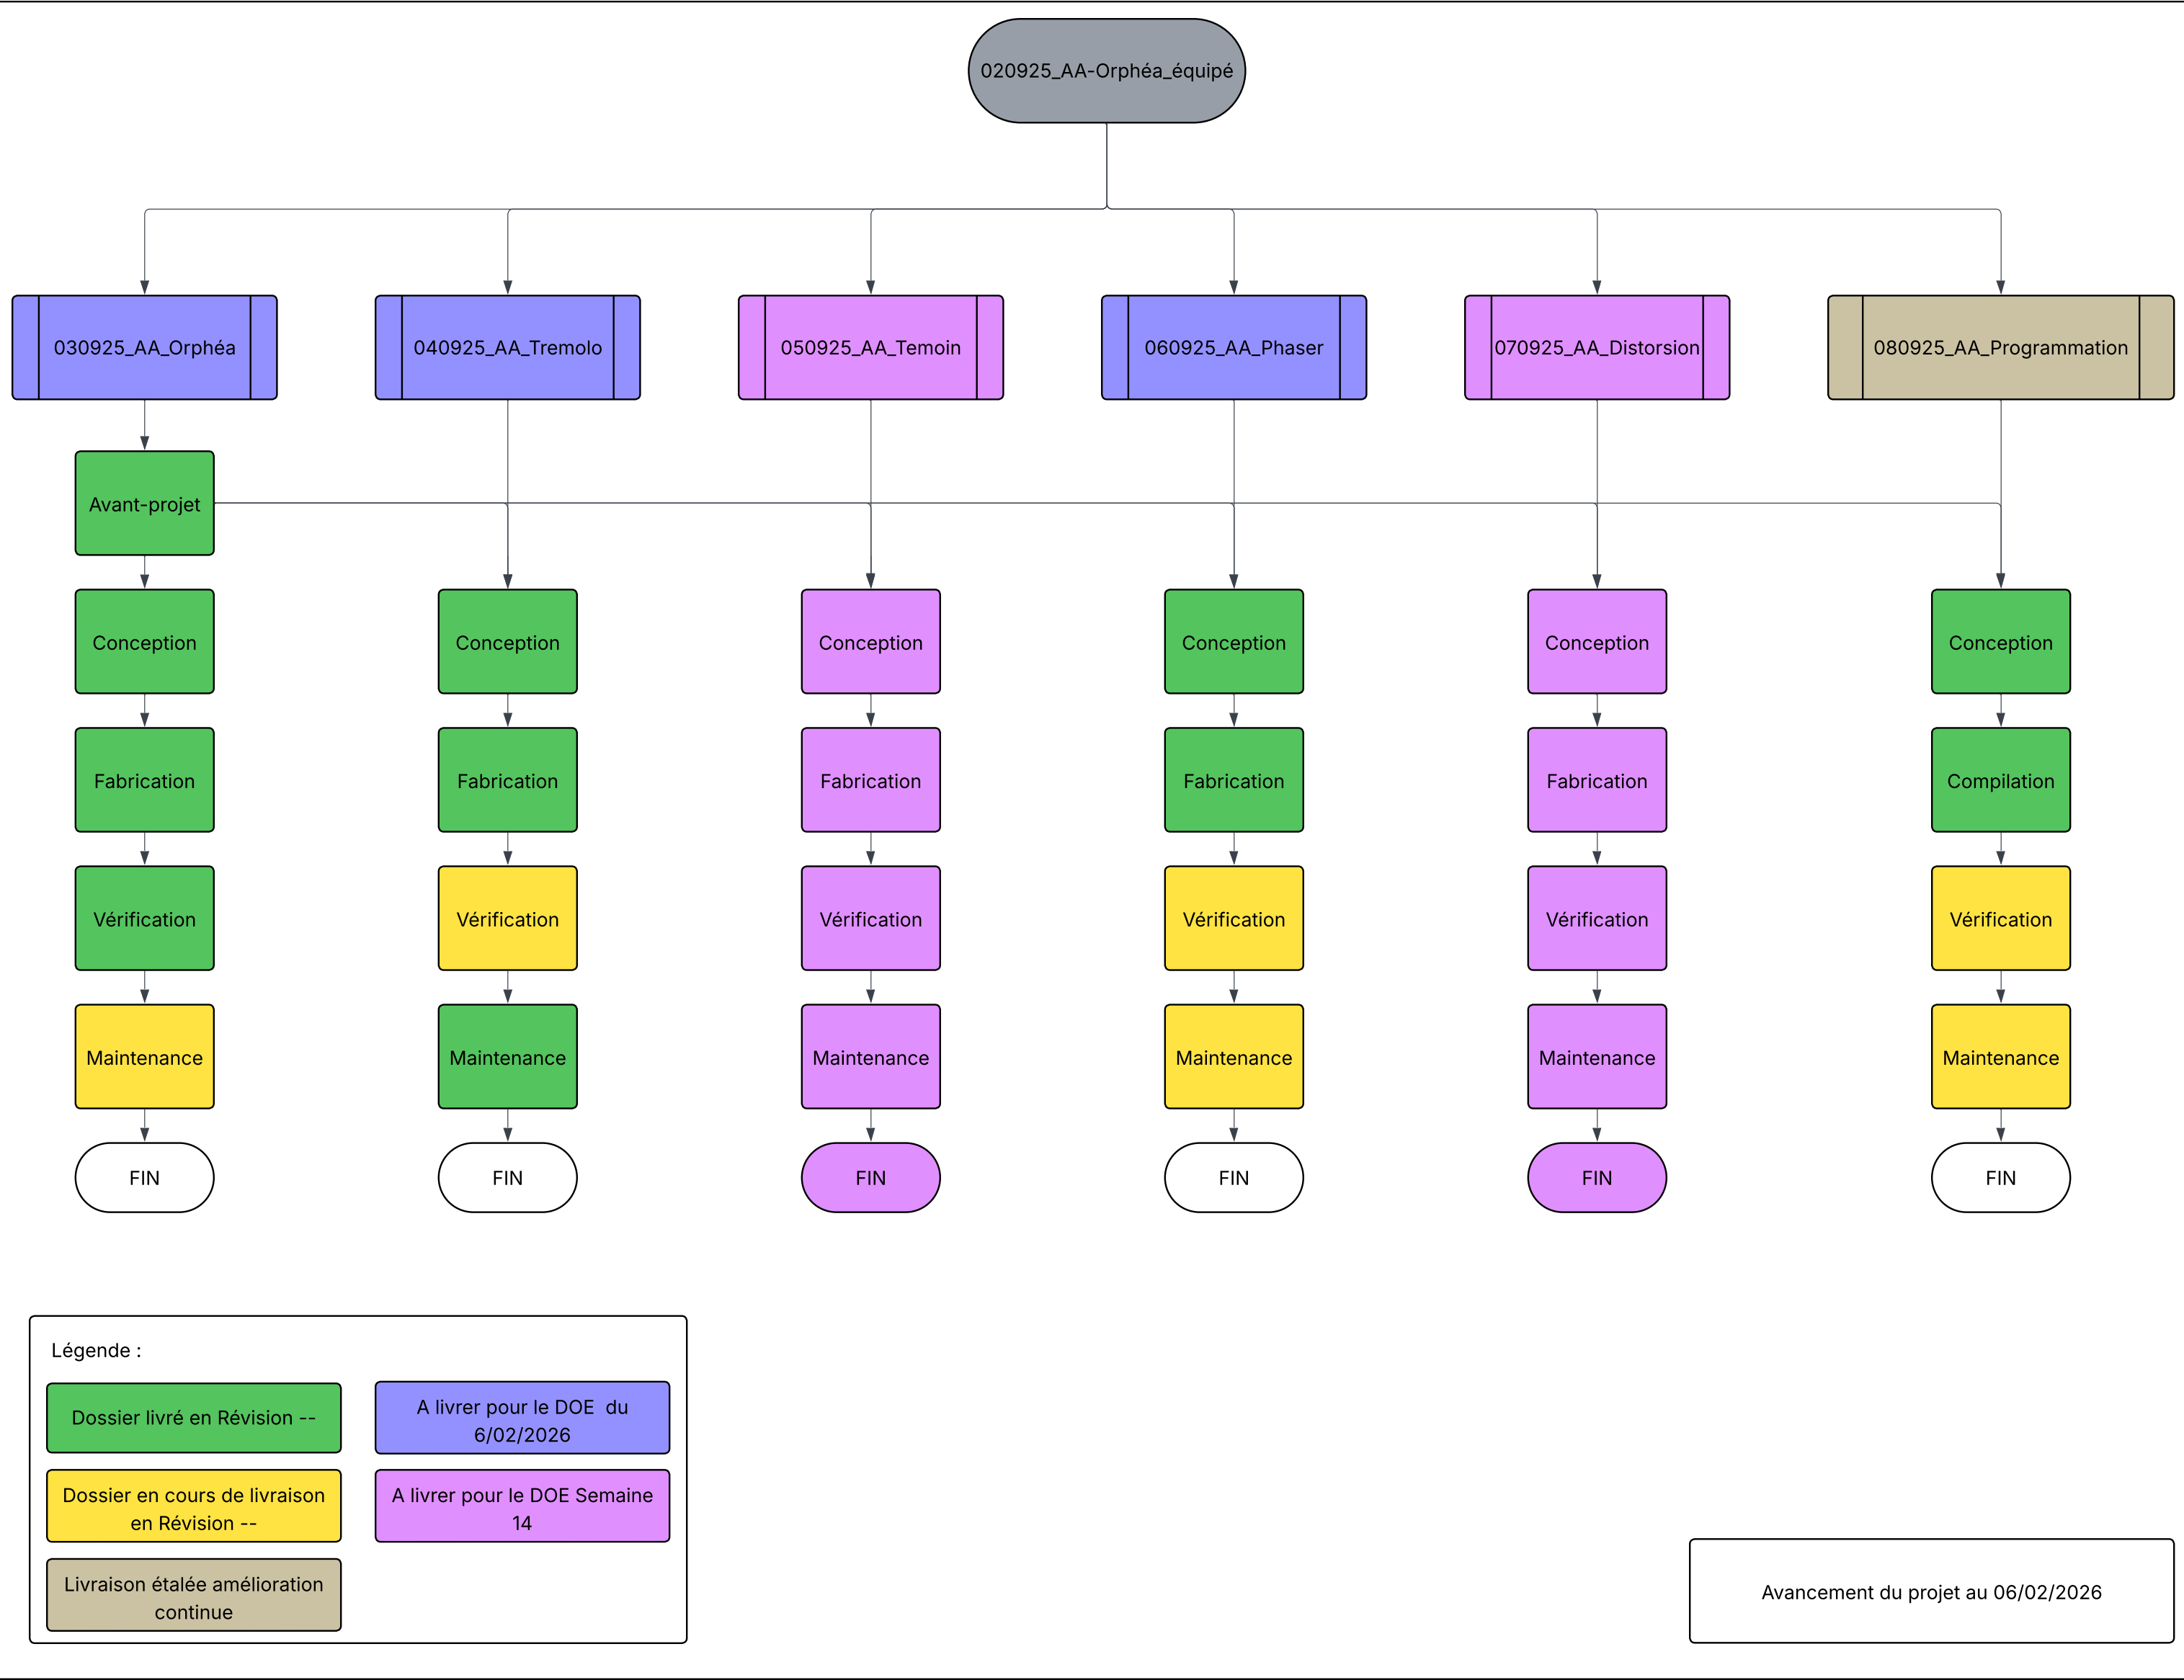 020925_AA-Orphéa_équipé
030925_AA_Orphéa
040925_AA_Tremolo
050925_AA_Temoin
060925_AA_Phaser
070925_AA_Distorsion
080925_AA_Programmation
Avant-projet
Conception
Conception
Conception
Conception
Conception
Conception
Fabrication
Fabrication
Fabrication
Fabrication
Fabrication
Compilation
Vérification
Vérification
Vérification
Vérification
Vérification
Vérification
Maintenance
Maintenance
Maintenance
Maintenance
Maintenance
Maintenance
FIN
FIN
FIN
FIN
FIN
FIN
Légende :
Dossier livré en Révision --
A livrer pour le DOE  du
6/02/2026
Dossier en cours de livraison
en Révision --
A livrer pour le DOE Semaine
14
Livraison étalée amélioration
continue
Avancement du projet au 06/02/2026